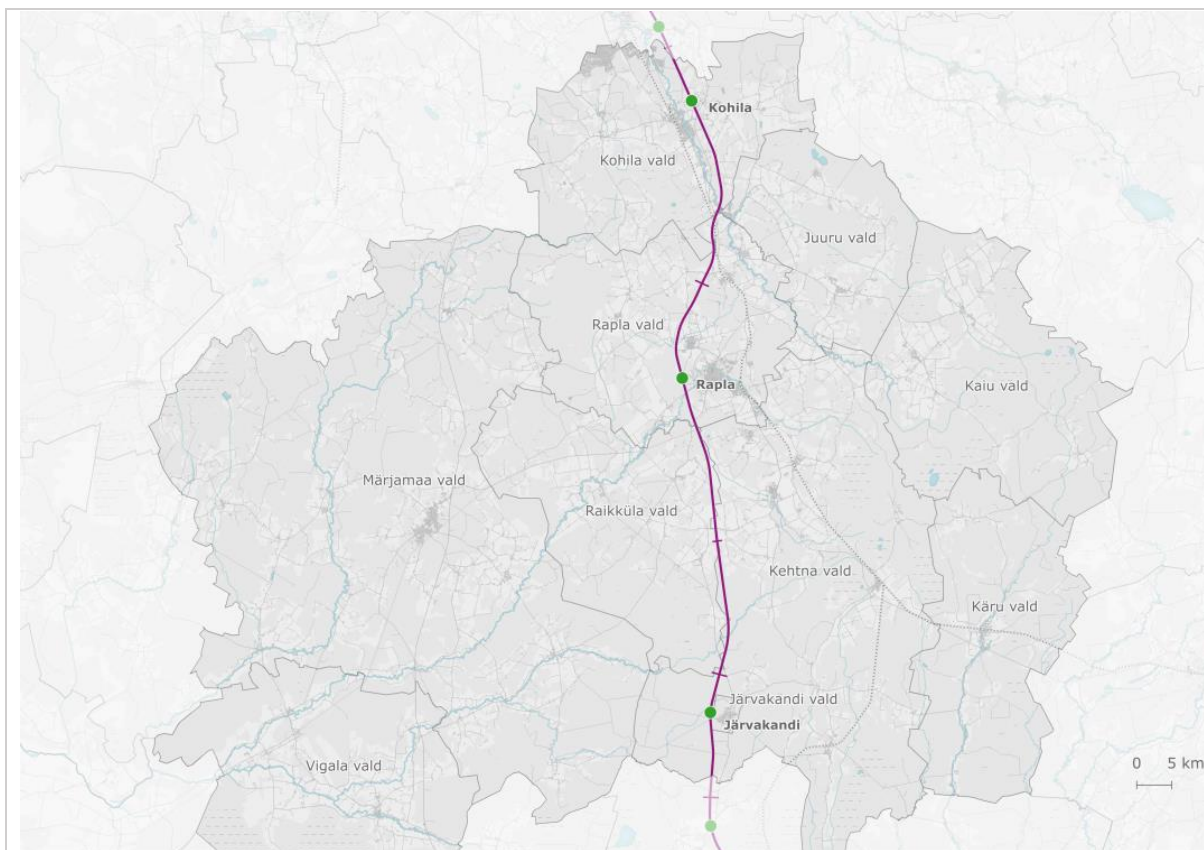 Kohila
Kohila vald
Juuru vald
Rapla vald
Rapla
Kaiu vald
Märjamaa vald
Raikküla vald
Kehtna vald
Käru vald
Järvakandi vald
Järvakandi
Vigala vald
0 5 km